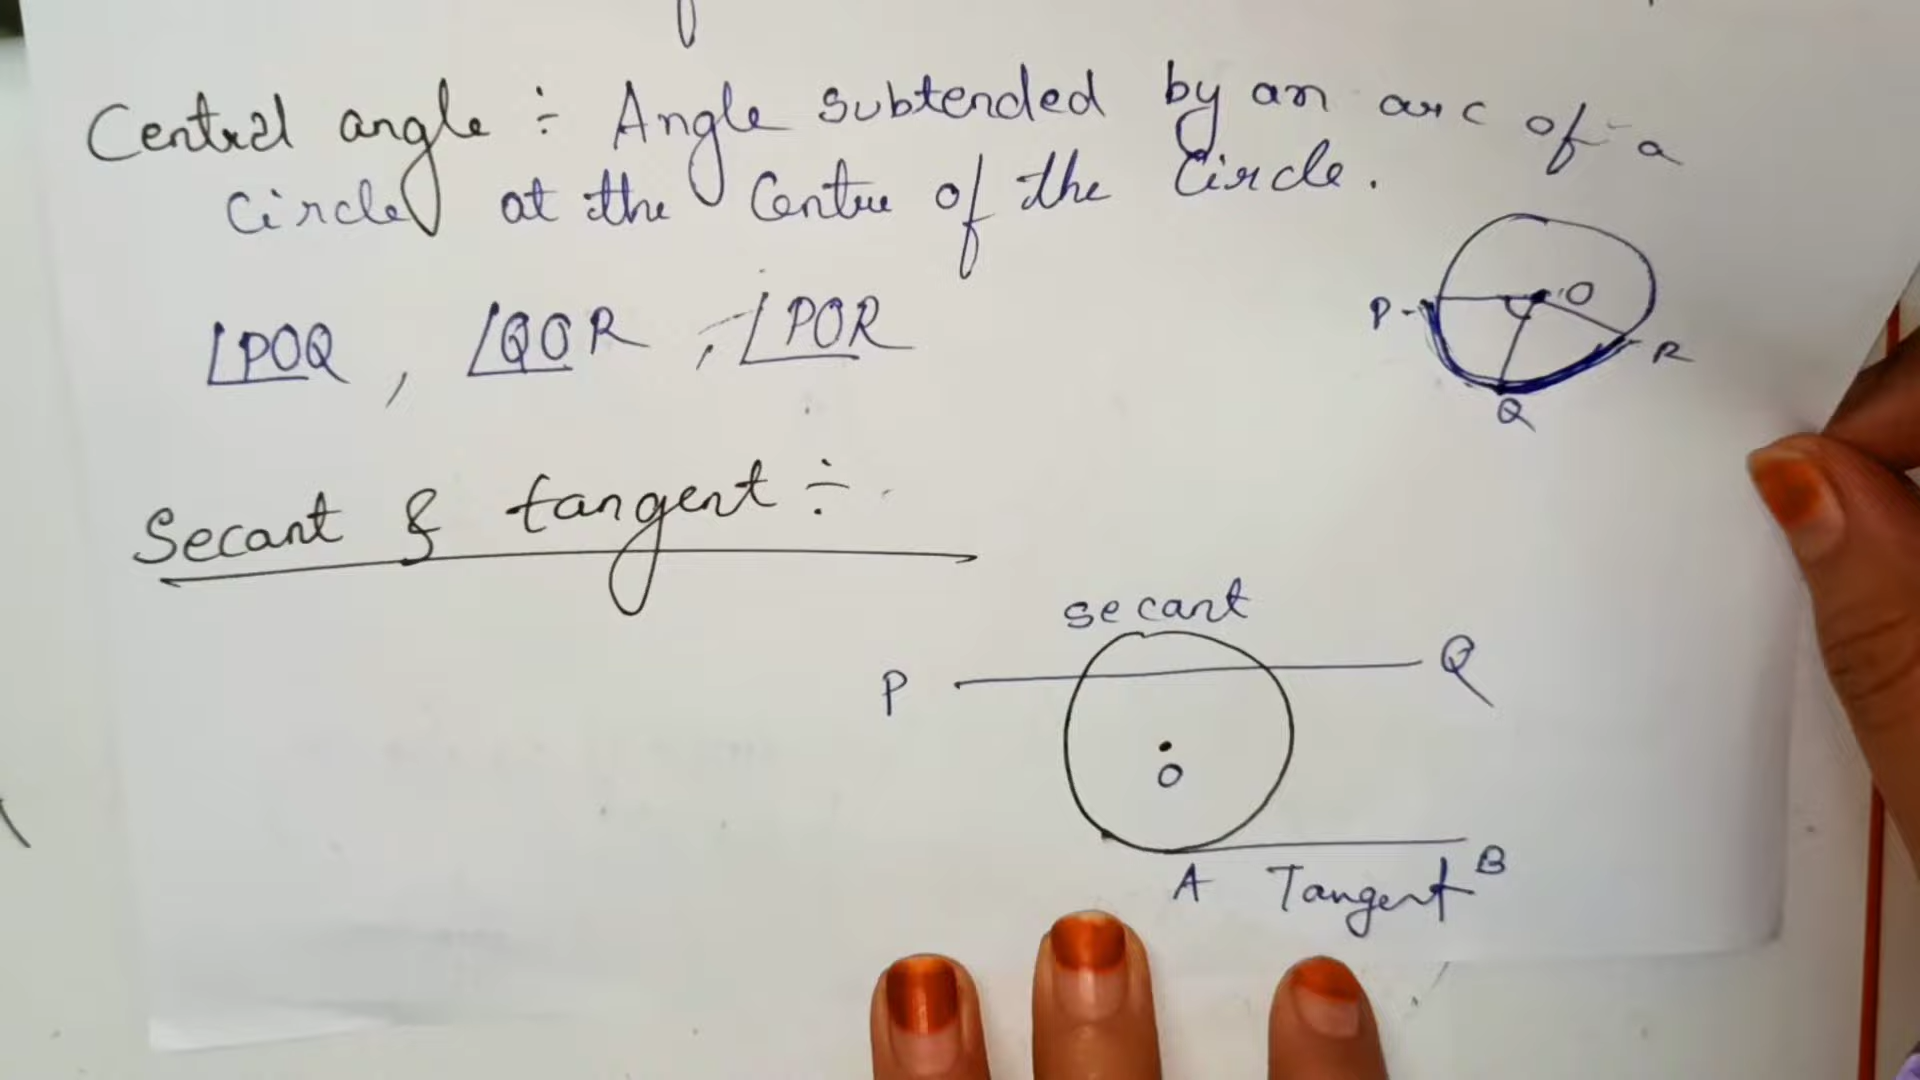 Central angle ÷ Angle subtended by an arc of a
Circle at the Centre of the Circle.
∠POQ, ∠QOR, ∠POR
P O R
Q
Secant & tangent ÷
secant
P Q
O
A Tangent B